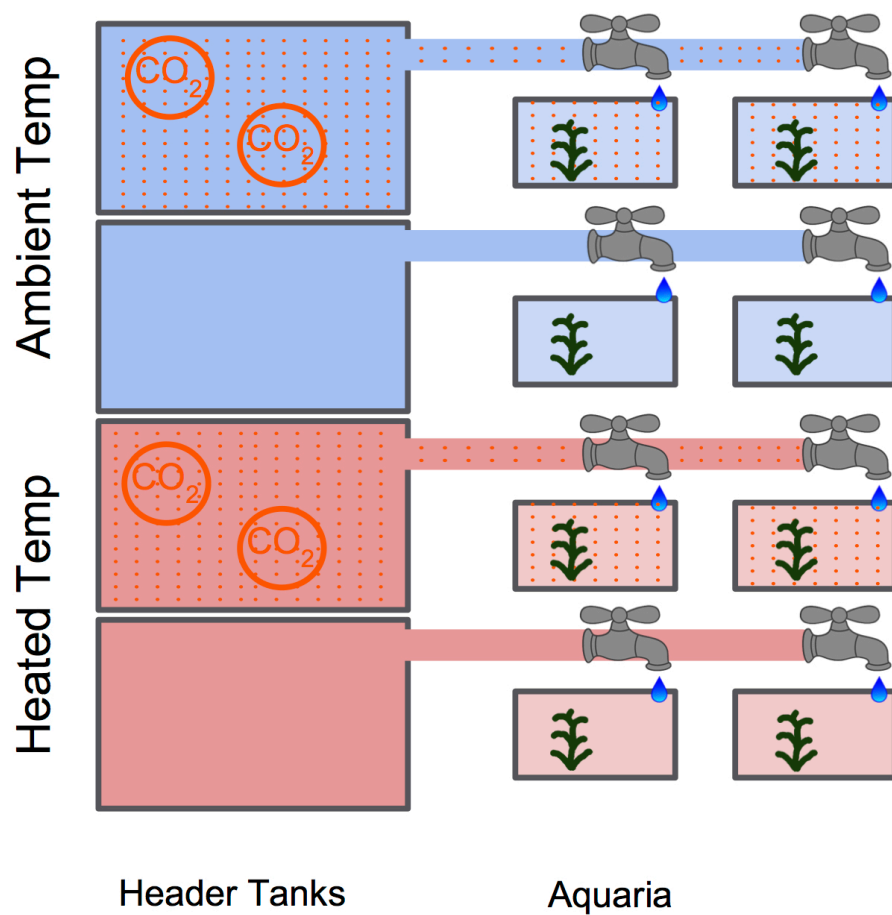 Ambient Temp
CO2
CO2
Heated Temp
CO2
CO2
Header Tanks
Aquaria